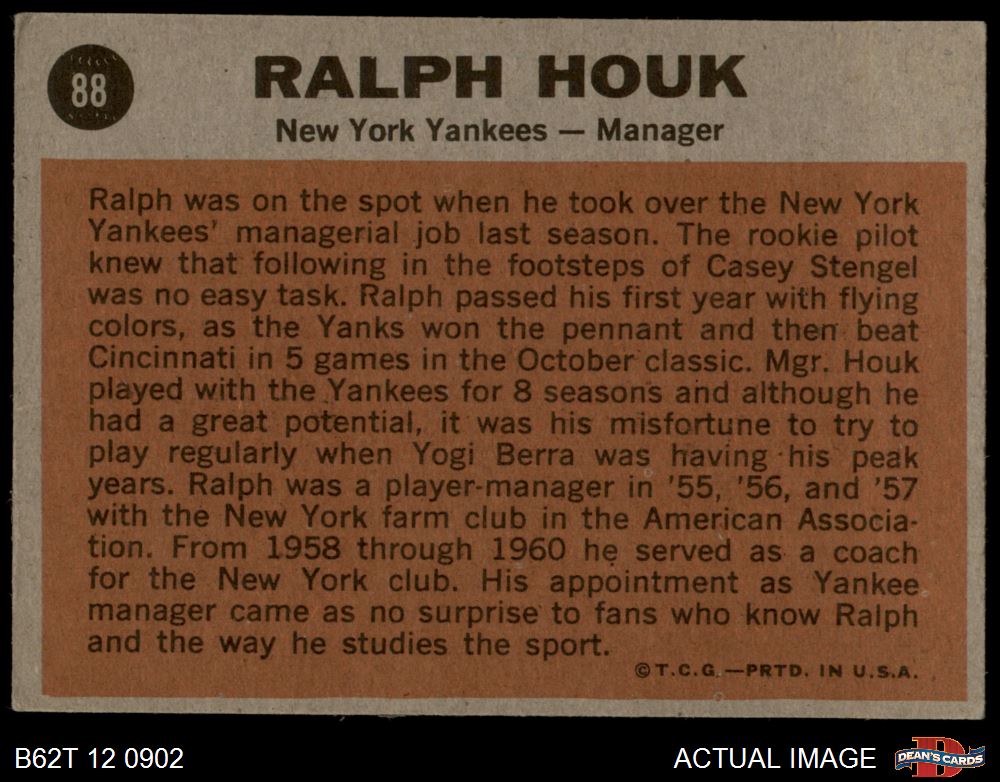 88
RALPH HOUK
New York Yankees — Manager
Ralph was on the spot when he took over the New York
Yankees' managerial job last season. The rookie pilot
knew that following in the footsteps of Casey Stengel
was no easy task. Ralph passed his first year with flying
colors, as the Yanks won the pennant and then beat
Cincinnati in 5 games in the October classic. Mgr. Houk
played with the Yankees for 8 seasons and although he
had a great potential, it was his misfortune to try to
play regularly when Yogi Berra was having his peak
years. Ralph was a player-manager in '55, '56, and '57
with the New York farm club in the American Associa-
tion. From 1958 through 1960 he served as a coach
for the New York club. His appointment as Yankee
manager came as no surprise to fans who know Ralph
and the way he studies the sport.
©T.C.G.—PRTD. IN U.S.A.
B62T 12 0902
ACTUAL IMAGE
D
DEAN'S CARDS